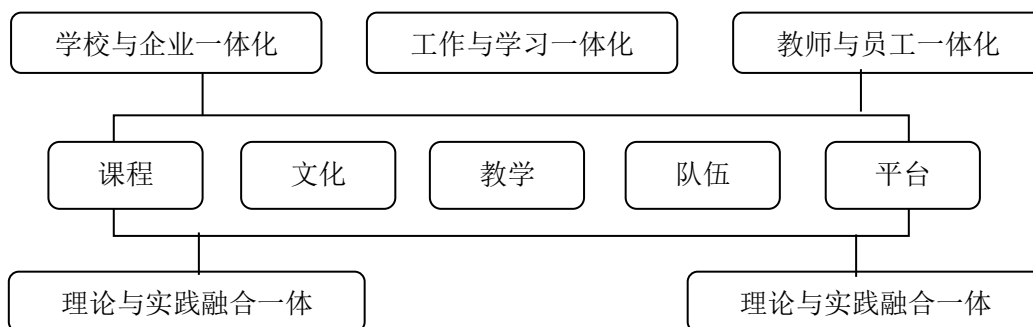 学校与企业一体化
工作与学习一体化
教师与员工一体化
课程
文化
教学
队伍
平台
理论与实践融合一体
理论与实践融合一体